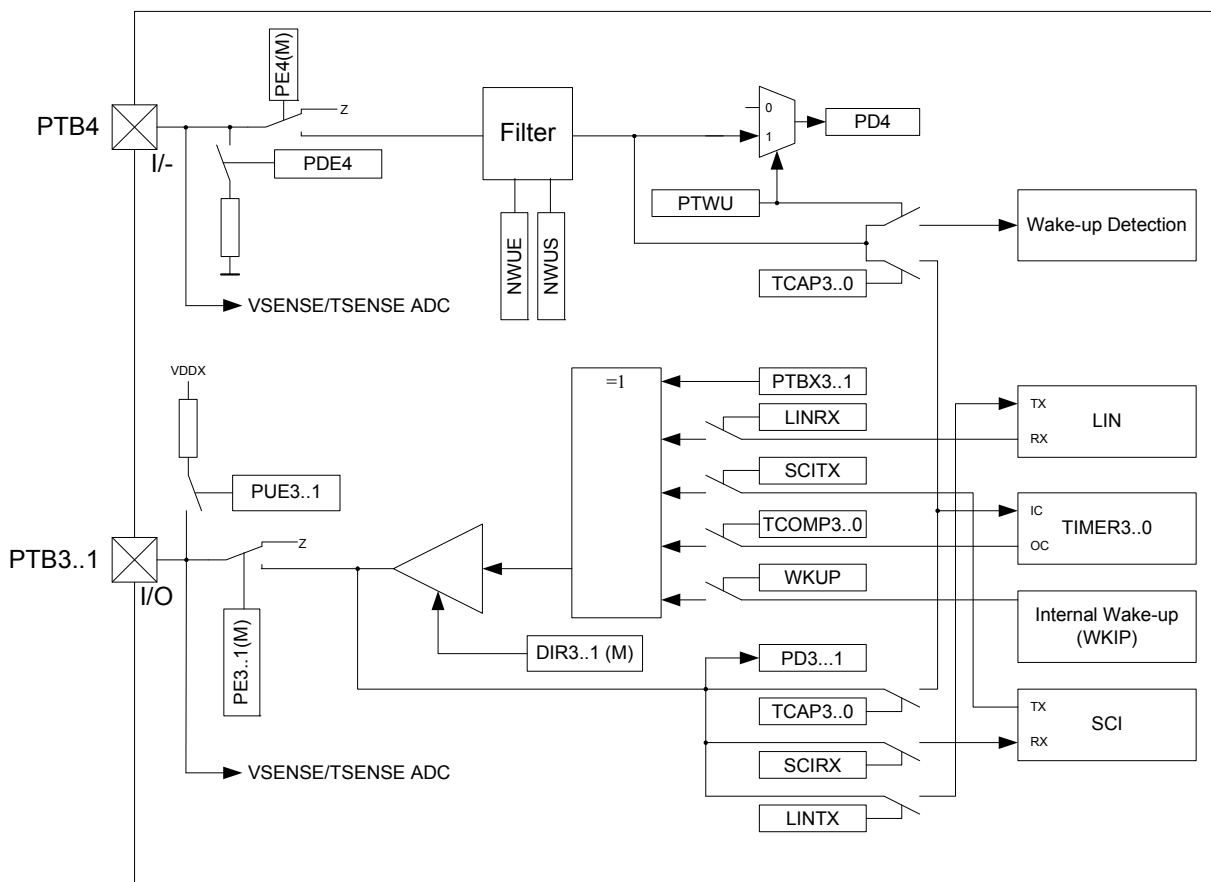 PE4(M)
Z
0
1
PD4
PTB4
I/-
Filter
PDE4
PTWU
NWUE
NWUS
Wake-up Detection
TCAP3..0
VSENSE/TSENSE ADC
VDDX
=1
PTBX3..1
LINRX
TX
RX
LIN
SCITX
PUE3..1
TCOMP3..0
IC
OC
TIMER3..0
PTB3..1
I/O
Z
WKUP
Internal Wake-up
(WKIP)
PE3..1(M)
DIR3..1 (M)
PD3...1
TCAP3..0
TX
RX
SCI
SCIRX
VSENSE/TSENSE ADC
LINTX